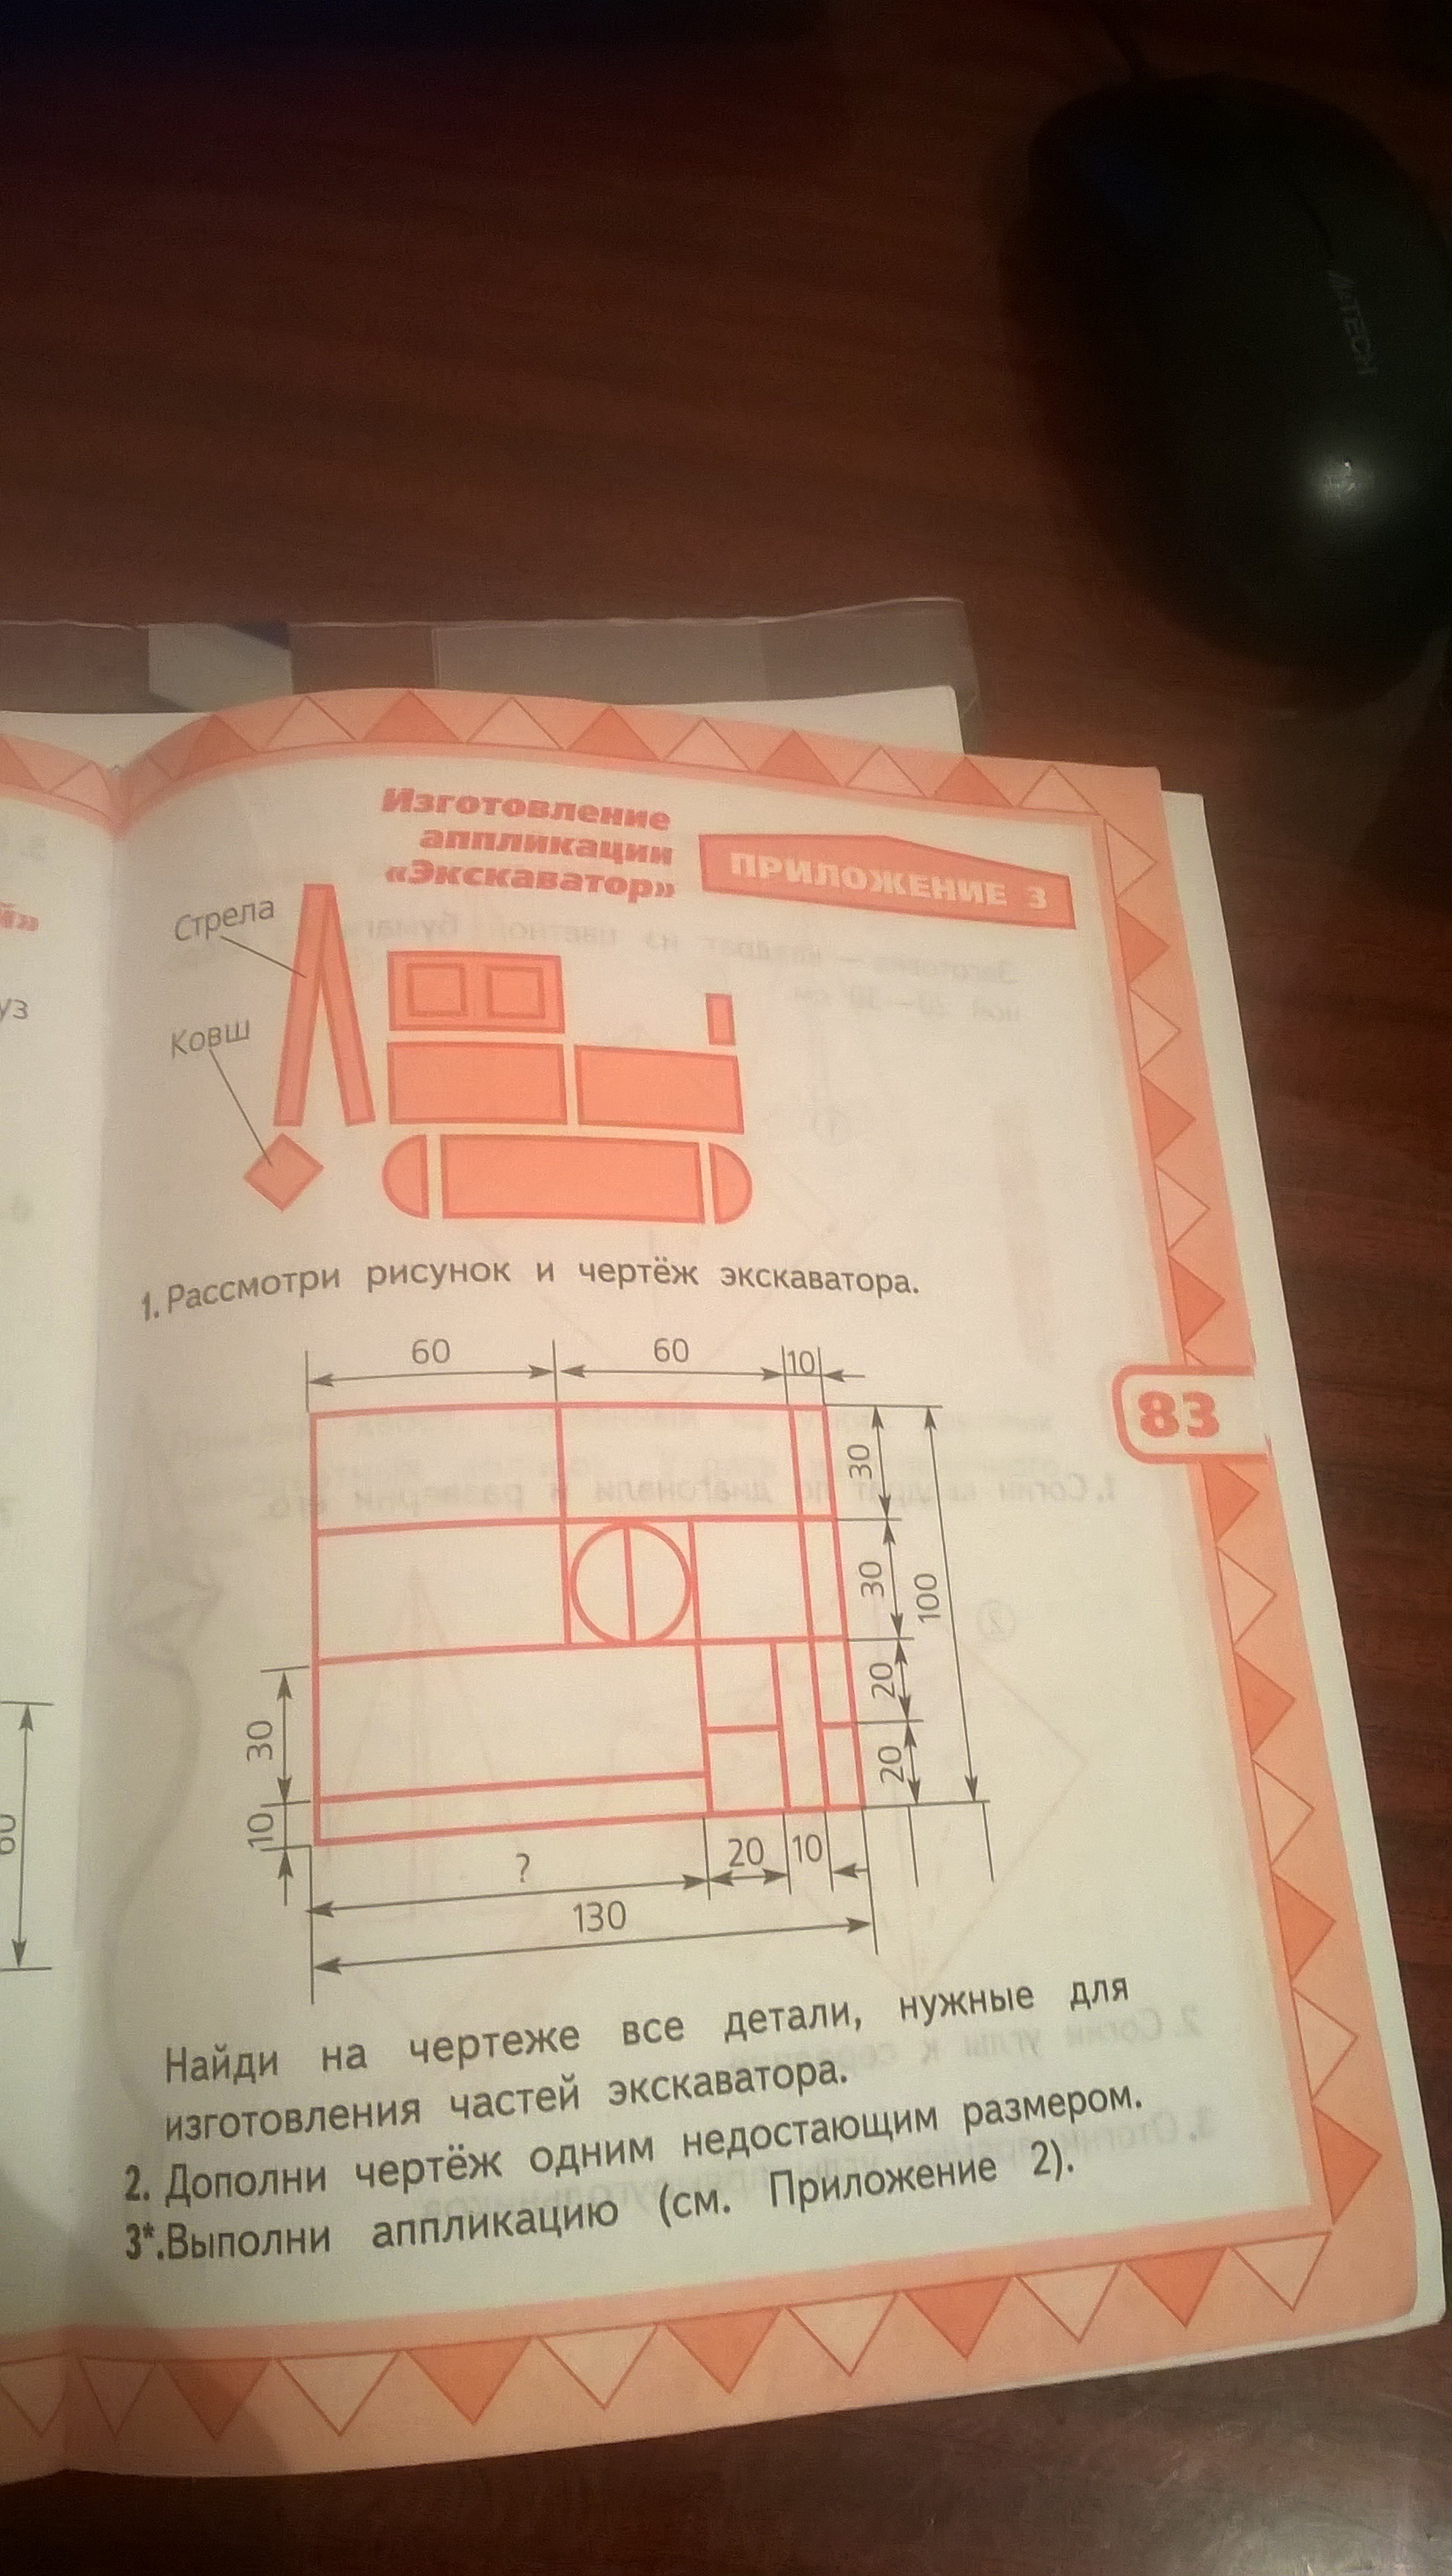 Изготовление
аппликации
«Экскаватор»
ПРИЛОЖЕНИЕ 3
Стрела
Ковш
й»
уз
1. Рассмотри рисунок и чертёж экскаватора.
60 60 10
30
30
100
20
20
30
10
? 20 10
130
83
60
Найди на чертеже все детали, нужные для
изготовления частей экскаватора.
2. Дополни чертёж одним недостающим размером.
3*.Выполни аппликацию (см. Приложение 2).